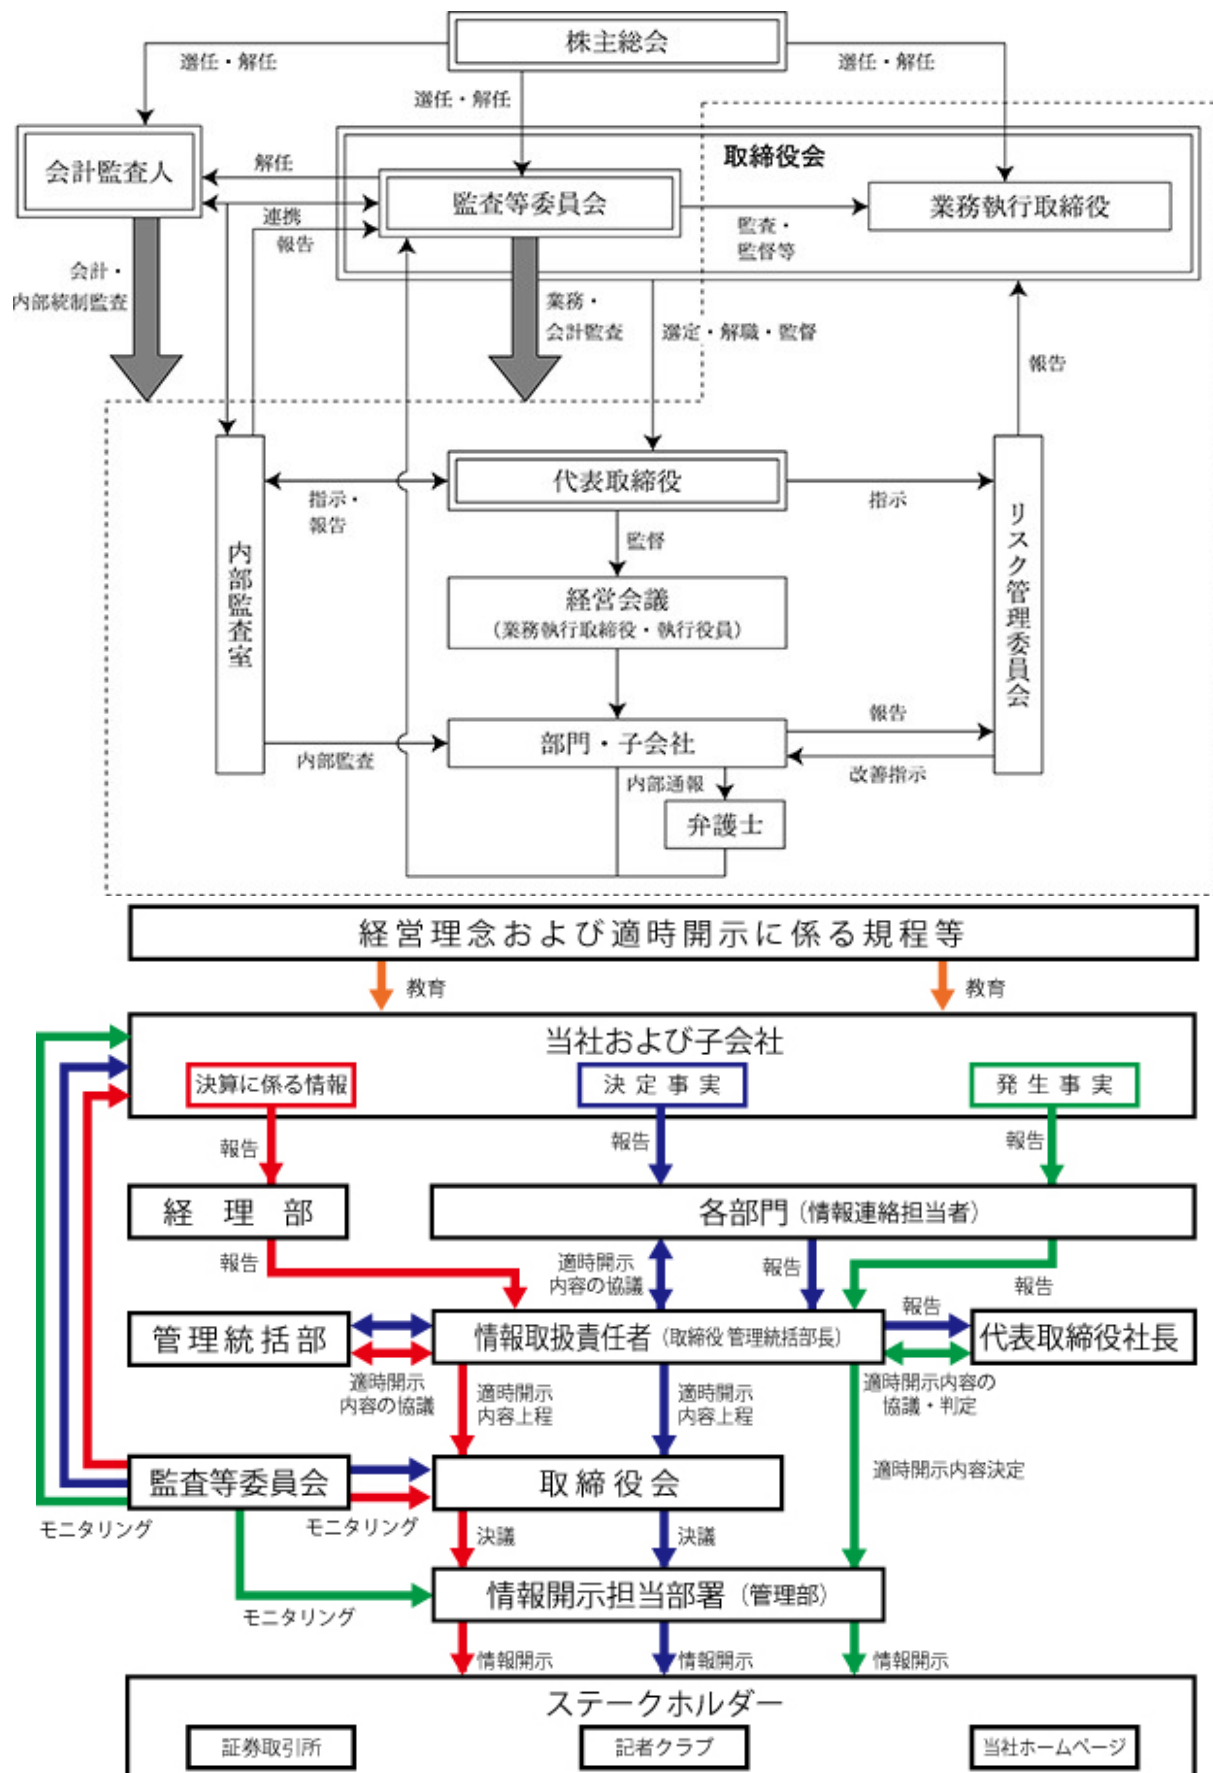 株主総会
選任・解任
選任・解任
選任・解任
取締役会
会計監査人
解任
監査等委員会
業務執行取締役
連携
報告
監査・
監督等
会計・
内部統制監査
業務・
会計監査
選定・解職・監督
報告
代表取締役
指示・
報告
指示
内部監査室
リスク管理委員会
監督
経営会議
（業務執行取締役・執行役員）
部門・子会社
報告
内部監査
改善指示
内部通報
弁護士
経営理念および適時開示に係る規程等
教育
教育
当社および子会社
決算に係る情報
決定事実
発生事実
報告
報告
報告
経理部
各部門（情報連絡担当者）
報告
適時開示
内容の協議
報告
報告
報告
管理統括部
情報取扱責任者（取締役 管理統括部長）
代表取締役社長
適時開示
内容の協議
適時開示
内容上程
適時開示
内容上程
適時開示内容の
協議・判定
監査等委員会
取締役会
適時開示内容決定
モニタリング
モニタリング
決議
決議
情報開示担当部署（管理部）
モニタリング
情報開示
情報開示
情報開示
ステークホルダー
証券取引所
記者クラブ
当社ホームページ